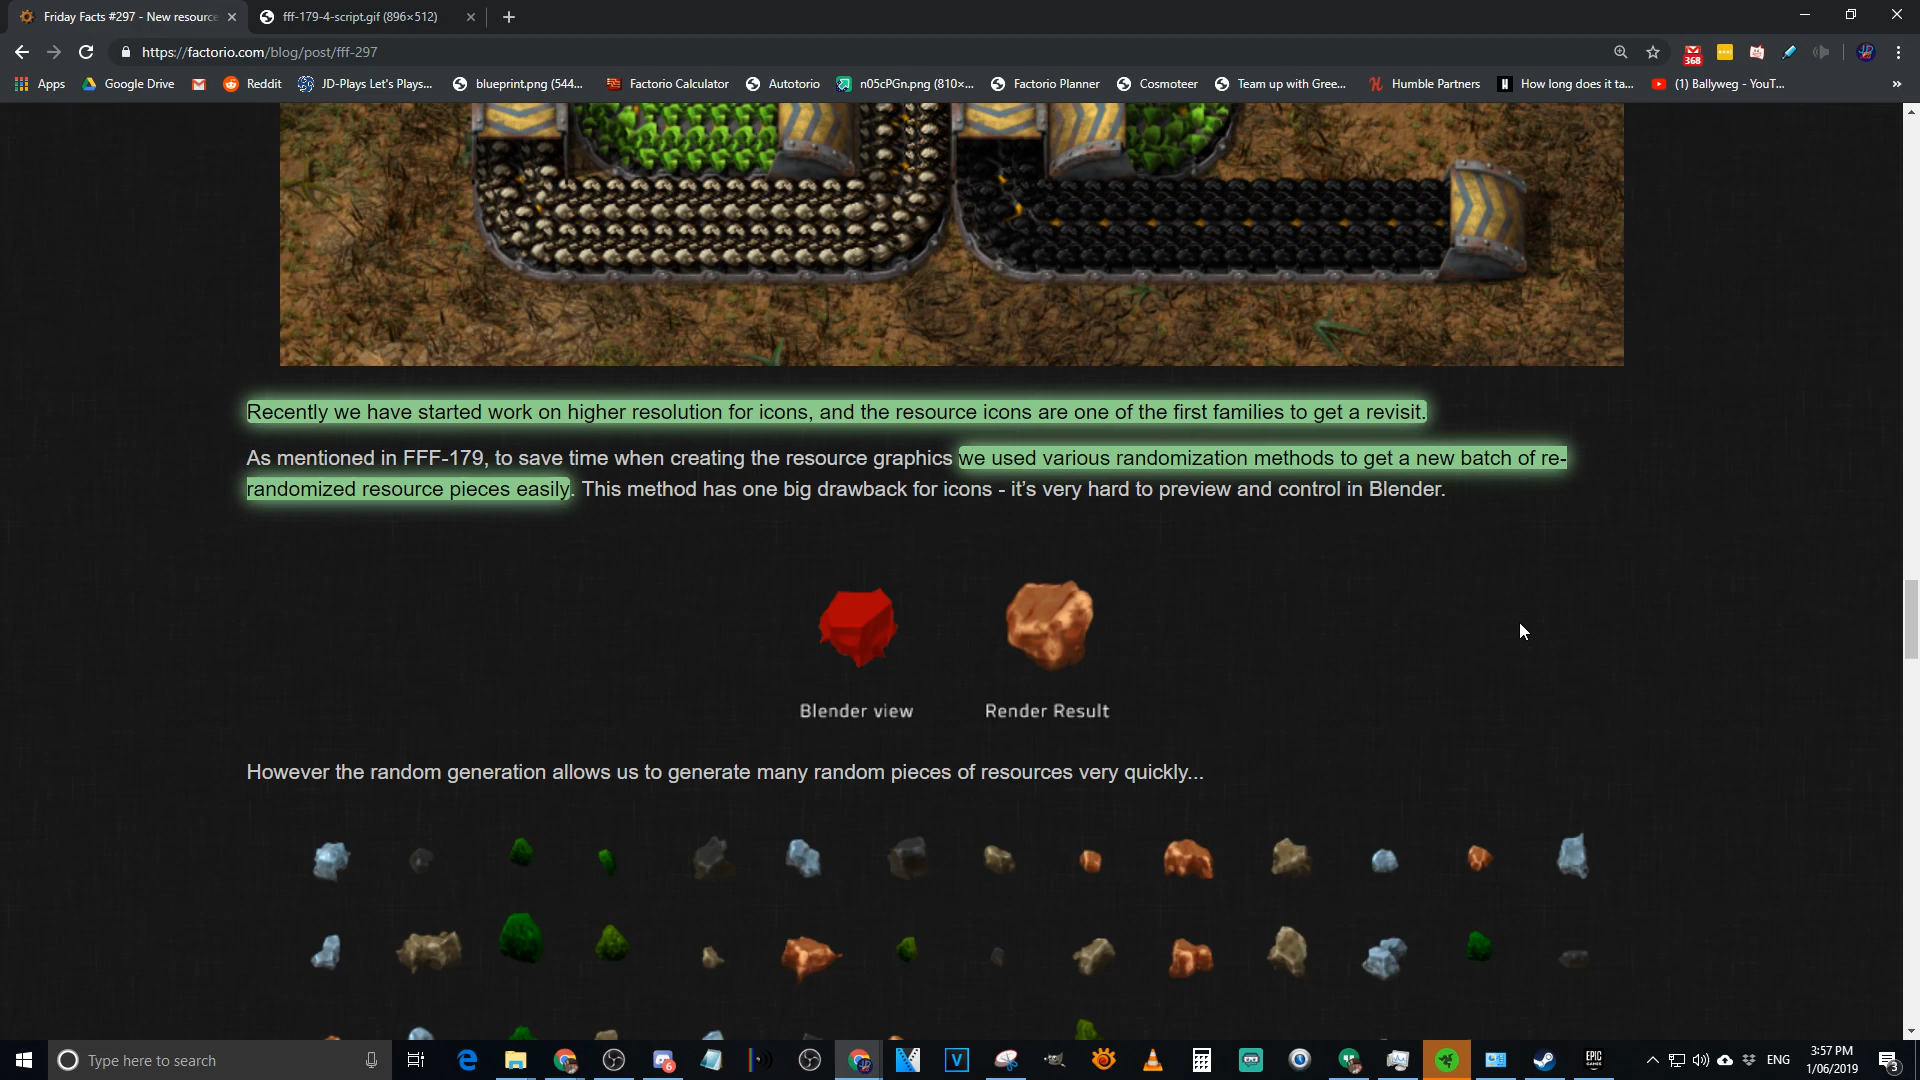 Friday Facts #297 - New resource
fff-179-4-script.gif (896×512)
https://factorio.com/blog/post/fff-297
368
Apps
Google Drive
Reddit
JD-Plays Let's Plays...
blueprint.png (544...
Factorio Calculator
Autotorio
n05cPGn.png (810×...
Factorio Planner
Cosmoteer
Team up with Gree...
Humble Partners
How long does it ta...
(1) Ballyweg - YouT...
Recently we have started work on higher resolution for icons, and the resource icons are one of the first families to get a revisit.
As mentioned in FFF-179, to save time when creating the resource graphics we used various randomization methods to get a new batch of re-
randomized resource pieces easily. This method has one big drawback for icons - it's very hard to preview and control in Blender.
Blender view
Render Result
However the random generation allows us to generate many random pieces of resources very quickly...
Type here to search
6
V
EPIC
GAMES
ENG
3:57 PM
1/06/2019
3